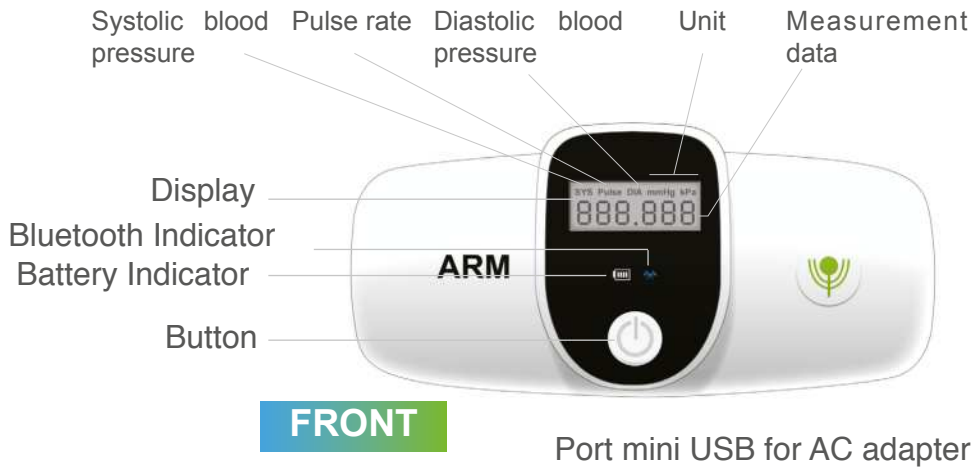 Systolic blood pressure
Pulse rate
Diastolic blood pressure
Unit
Measurement data
Display
SYS Pulse DIA mmHg kPa
888.888
Bluetooth Indicator
Battery Indicator
ARM
Button
FRONT
Port mini USB for AC adapter